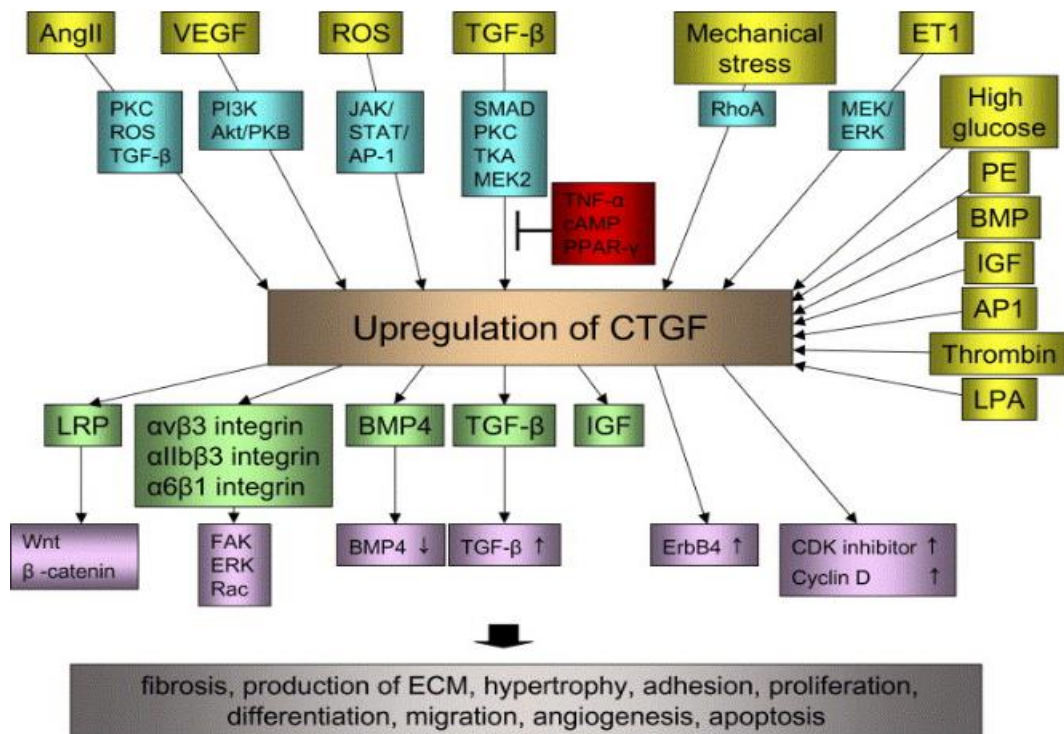 AngII
VEGF
ROS
TGF-β
Mechanical
stress
ET1
PKC
ROS
TGF-β
PI3K
Akt/PKB
JAK/
STAT/
AP-1
SMAD
PKC
TKA
MEK2
RhoA
MEK/
ERK
High
glucose
PE
BMP
IGF
AP1
Thrombin
LPA
TNF-α
cAMP
PPAR-γ
Upregulation of CTGF
LRP
αvβ3 integrin
αIIbβ3 integrin
α6β1 integrin
BMP4
TGF-β
IGF
Wnt
β -catenin
FAK
ERK
Rac
BMP4 ↓
TGF-β ↑
ErbB4 ↑
CDK inhibitor ↑
Cyclin D ↑
fibrosis, production of ECM, hypertrophy, adhesion, proliferation,
differentiation, migration, angiogenesis, apoptosis